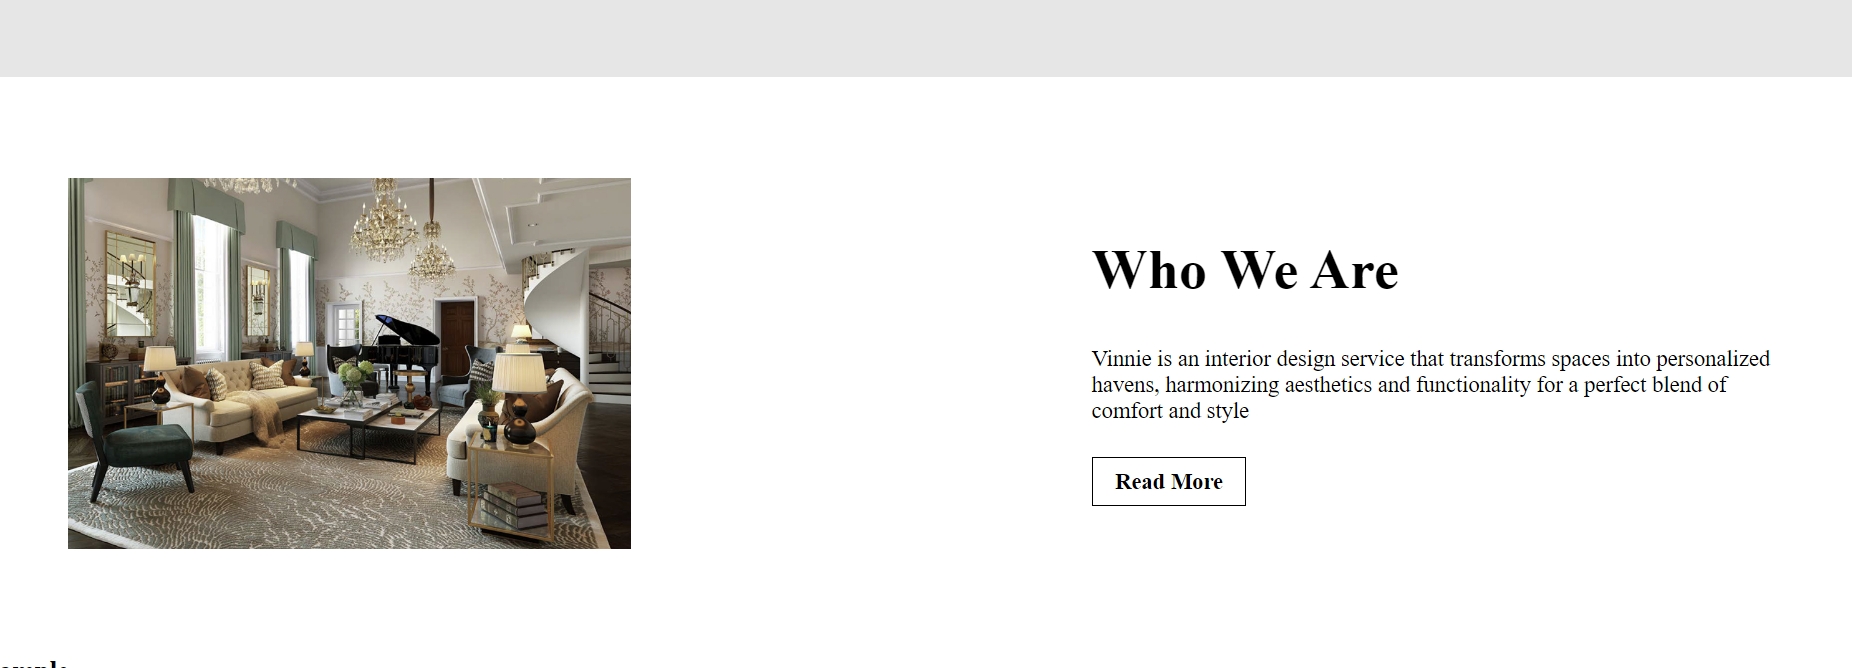 Who We Are
Vinnie is an interior design service that transforms spaces into personalized
havens, harmonizing aesthetics and functionality for a perfect blend of
comfort and style
Read More